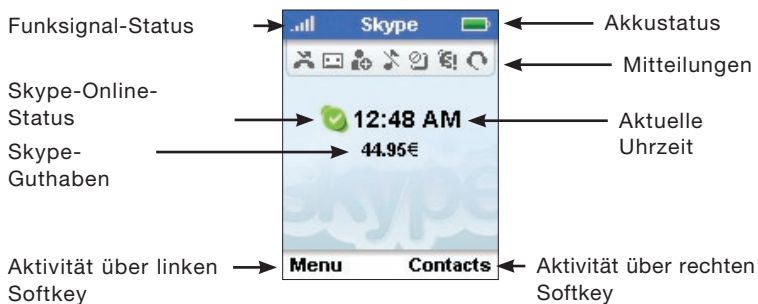 Funksignal-Status
Skype
Akkustatus
Mitteilungen
Skype-Online-
Status
12:48 AM
Aktuelle
Uhrzeit
Skype-
Guthaben
44.95€
skype
Menu
Contacts
Aktivität über linken
Softkey
Aktivität über rechten
Softkey